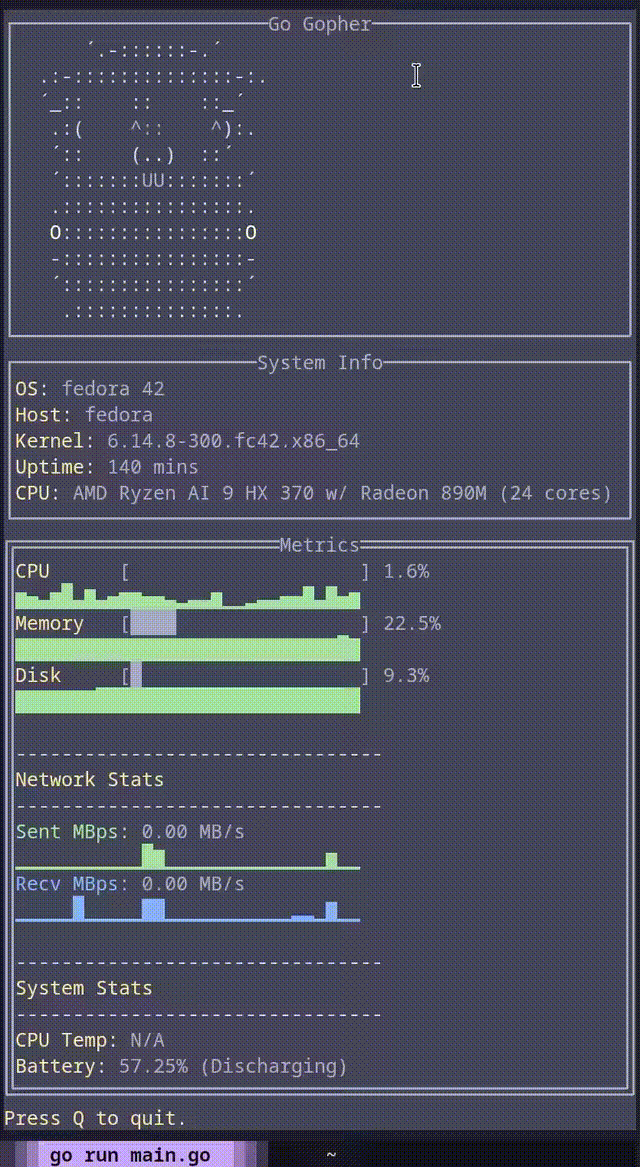 Go Gopher
´.-::::::-.´
.:-::::::::::::::-:.
´_:: :: ::_´
.:( ^:: ^):.
´:: (..) ::´
´:::::::UU:::::::´
.::::::::::::::::.
O::::::::::::::::O
-::::::::::::::::-
´::::::::::::::::´
.::::::::::::::.
System Info
OS: fedora 42
Host: fedora
Kernel: 6.14.8-300.fc42.x86_64
Uptime: 140 mins
CPU: AMD Ryzen AI 9 HX 370 w/ Radeon 890M (24 cores)
Metrics
CPU [ ] 1.6%
Memory [ ] 22.5%
Disk [ ] 9.3%
--------------------------------
Network Stats
--------------------------------
Sent MBps: 0.00 MB/s
Recv MBps: 0.00 MB/s
--------------------------------
System Stats
--------------------------------
CPU Temp: N/A
Battery: 57.25% (Discharging)
Press Q to quit.
go run main.go ~